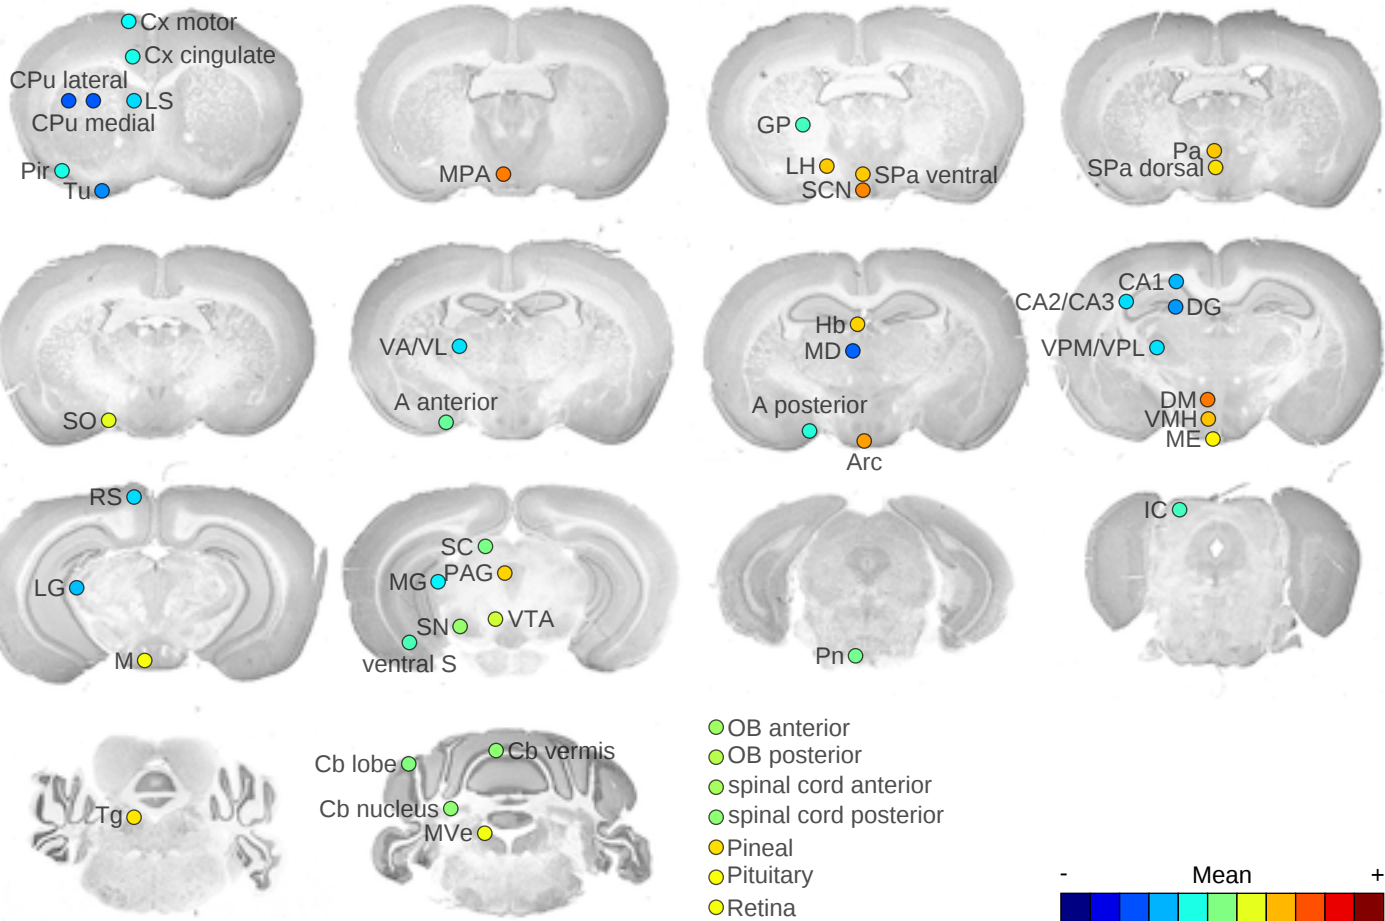 Cx motor
Cx cingulate
CPu lateral
LS
CPu medial
Pir
Tu
MPA
GP
LH
SPa ventral
SCN
Pa
SPa dorsal
SO
VA/VL
A anterior
Hb
MD
A posterior
Arc
CA1
CA2/CA3
DG
VPM/VPL
DM
VMH
ME
RS
LG
M
SC
MG
PAG
SN
VTA
ventral S
Pn
IC
Tg
Cb lobe
Cb vermis
Cb nucleus
MVe
OB anterior
OB posterior
spinal cord anterior
spinal cord posterior
Pineal
Pituitary
Retina
- Mean +